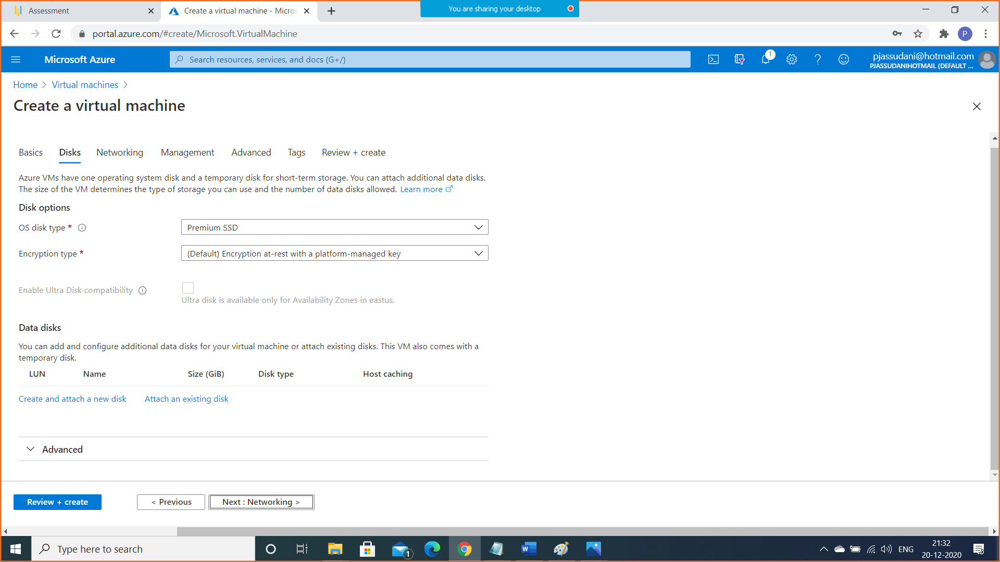 Assessment
Create a virtual machine - Micros
You are sharing your desktop
portal.azure.com/#create/Microsoft.VirtualMachine
P
Microsoft Azure
Search resources, services, and docs (G+/)
1
pjassudani@hotmail.com
PJASSUDANIHOTMAIL (DEFAULT ...
Home > Virtual machines >
Create a virtual machine
Basics Disks Networking Management Advanced Tags Review + create
Azure VMs have one operating system disk and a temporary disk for short-term storage. You can attach additional data disks.
The size of the VM determines the type of storage you can use and the number of data disks allowed. Learn more
Disk options
OS disk type *
Premium SSD
Encryption type *
(Default) Encryption at-rest with a platform-managed key
Enable Ultra Disk compatibility
Ultra disk is available only for Availability Zones in eastus.
Data disks
You can add and configure additional data disks for your virtual machine or attach existing disks. This VM also comes with a
temporary disk.
LUN Name Size (GiB) Disk type Host caching
Create and attach a new disk Attach an existing disk
Advanced
Review + create < Previous Next : Networking >
Type here to search
1
W
ENG
21:32
20-12-2020